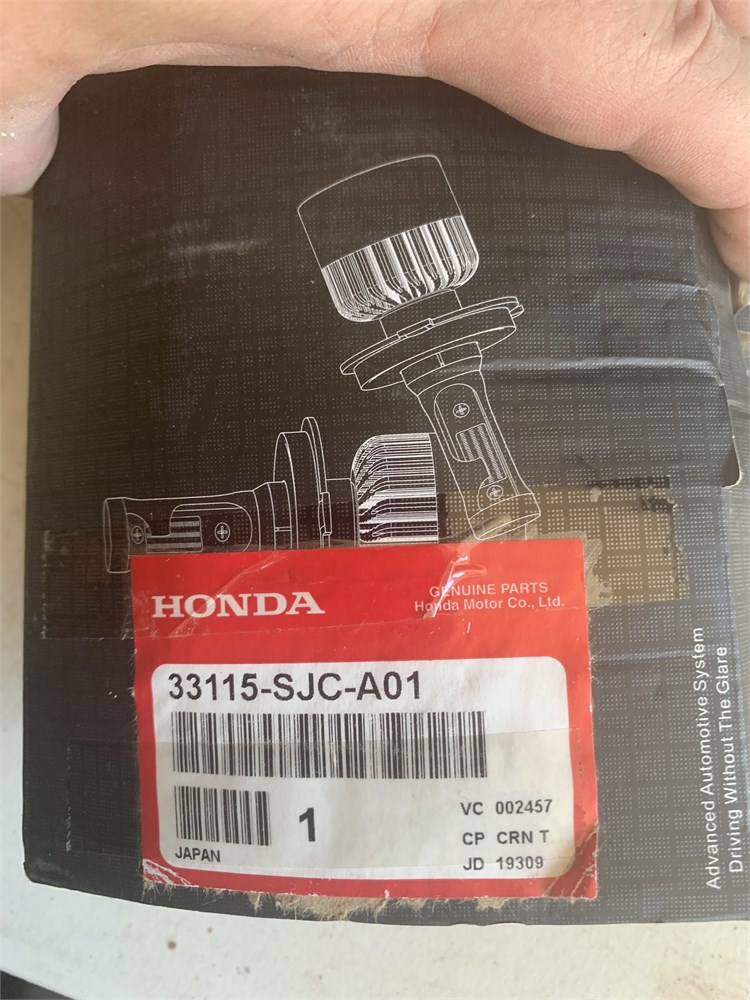 HONDA
GENUINE PARTS
Honda Motor Co., Ltd.
33115-SJC-A01
1
VC 002457
CP CRN T
JD 19309
JAPAN
Advanced Automotive System
Driving Without The Glare